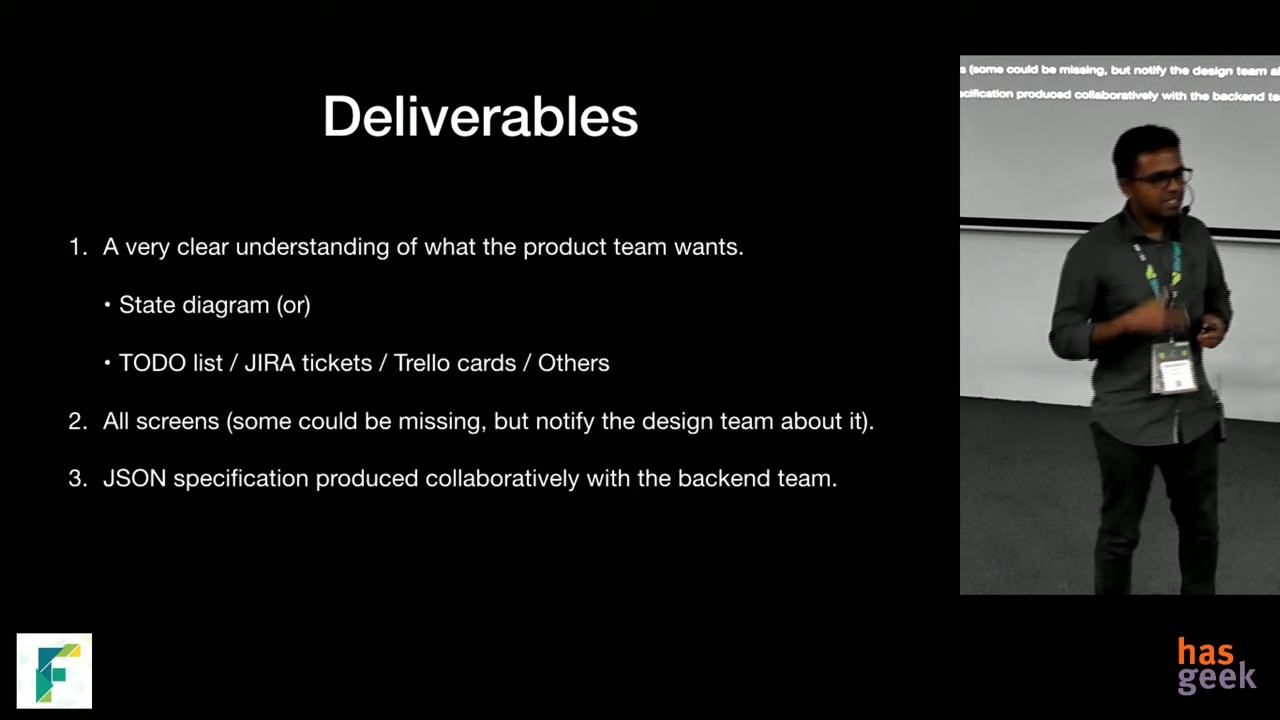 Deliverables
1. A very clear understanding of what the product team wants.
• State diagram (or)
• TODO list / JIRA tickets / Trello cards / Others
2. All screens (some could be missing, but notify the design team about it).
3. JSON specification produced collaboratively with the backend team.
(some could be missing, but notify the design team
produced collaboratively with the backend
has
geek